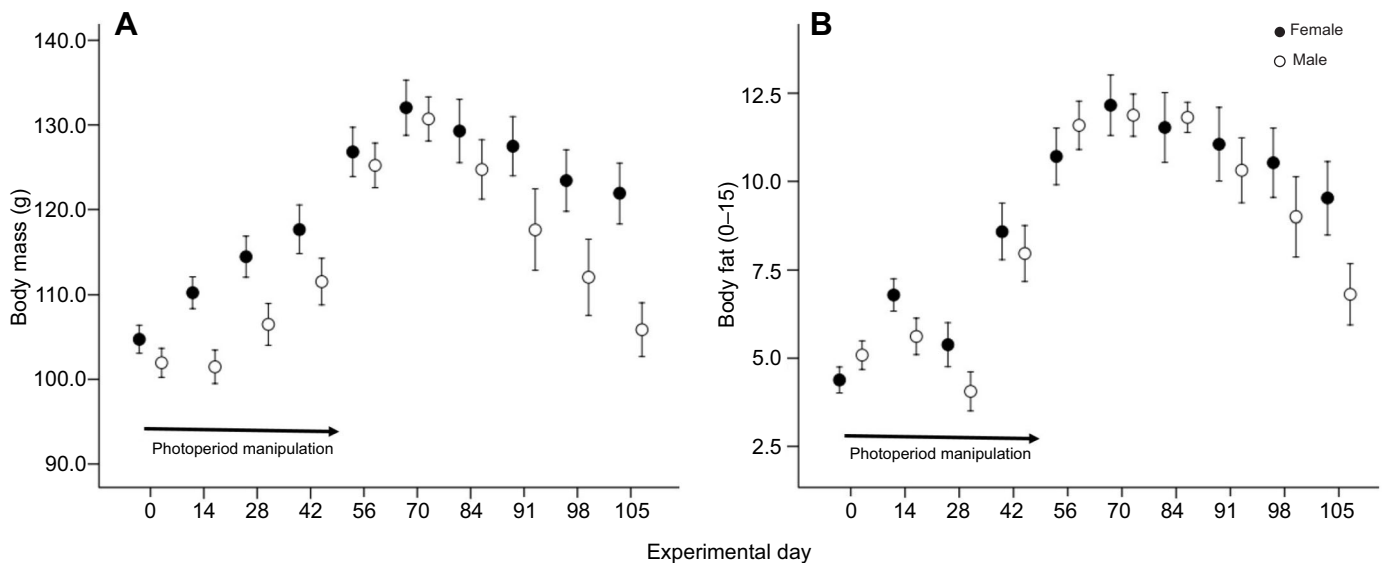 A
140.0
130.0
120.0
110.0
100.0
90.0
Body mass (g)
Photoperiod manipulation
0 14 28 42 56 70 84 91 98 105
B
Female
Male
12.5
10.0
7.5
5.0
2.5
Body fat (0–15)
Photoperiod manipulation
0 14 28 42 56 70 84 91 98 105
Experimental day